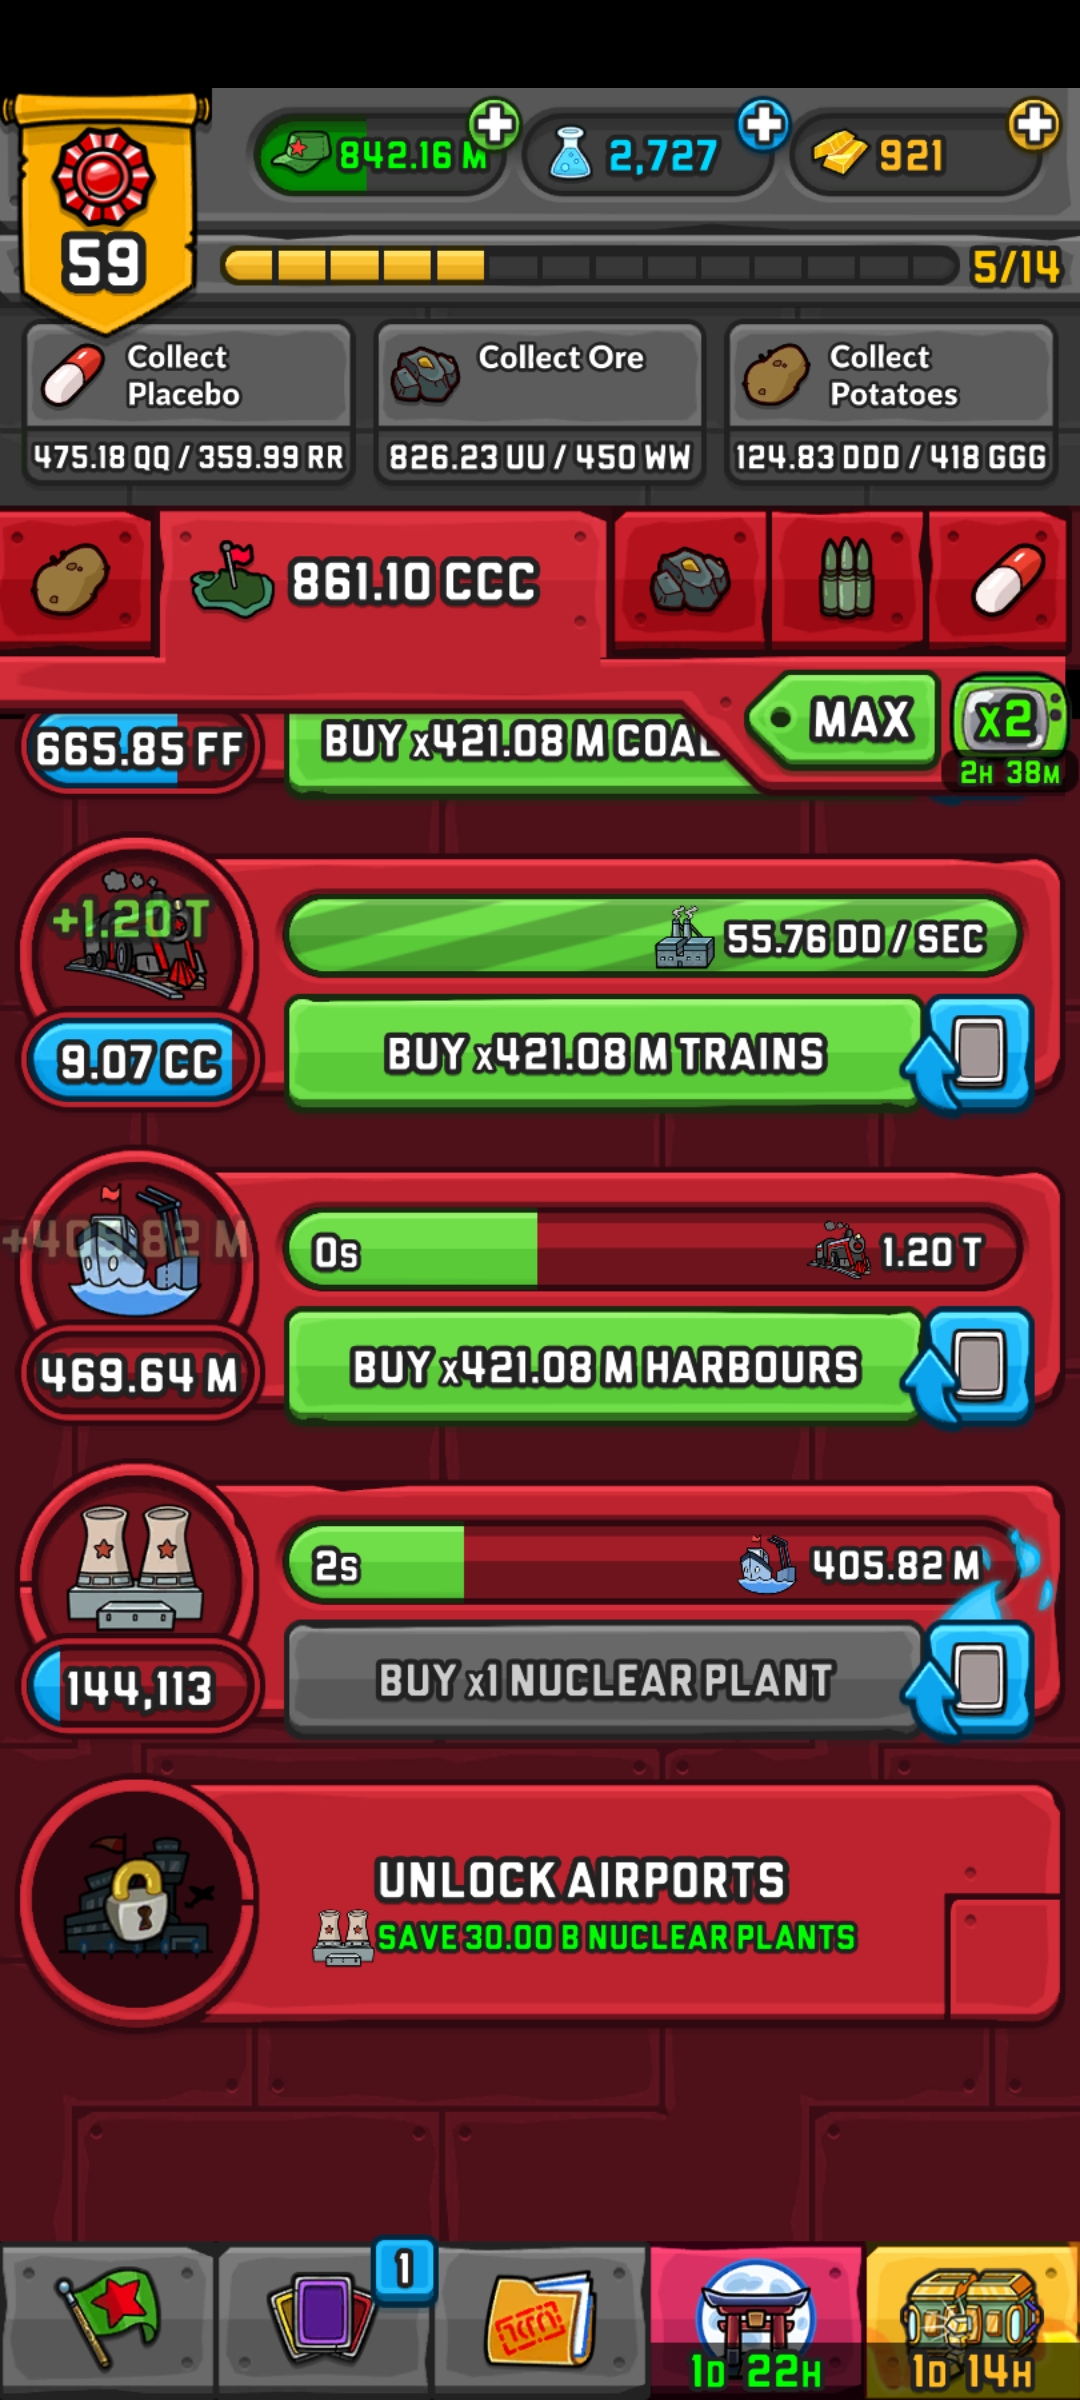 842.16 M
2,727
921
59
5/14
Collect
Placebo
475.18 QQ / 359.99 RR
Collect Ore
826.23 UU / 450 WW
Collect
Potatoes
124.83 DDD / 418 GGG
861.10 CCC
MAX
x2
2H 38M
665.85 FF
BUY x421.08 M COAL
+1.20 T
55.76 DD / SEC
9.07 CC
BUY x421.08 M TRAINS
+405.82 M
0s
1.20 T
469.64 M
BUY x421.08 M HARBOURS
2s
405.82 M
144,113
BUY x1 NUCLEAR PLANT
UNLOCK AIRPORTS
SAVE 30.00 B NUCLEAR PLANTS
1
1D 22H
1D 14H